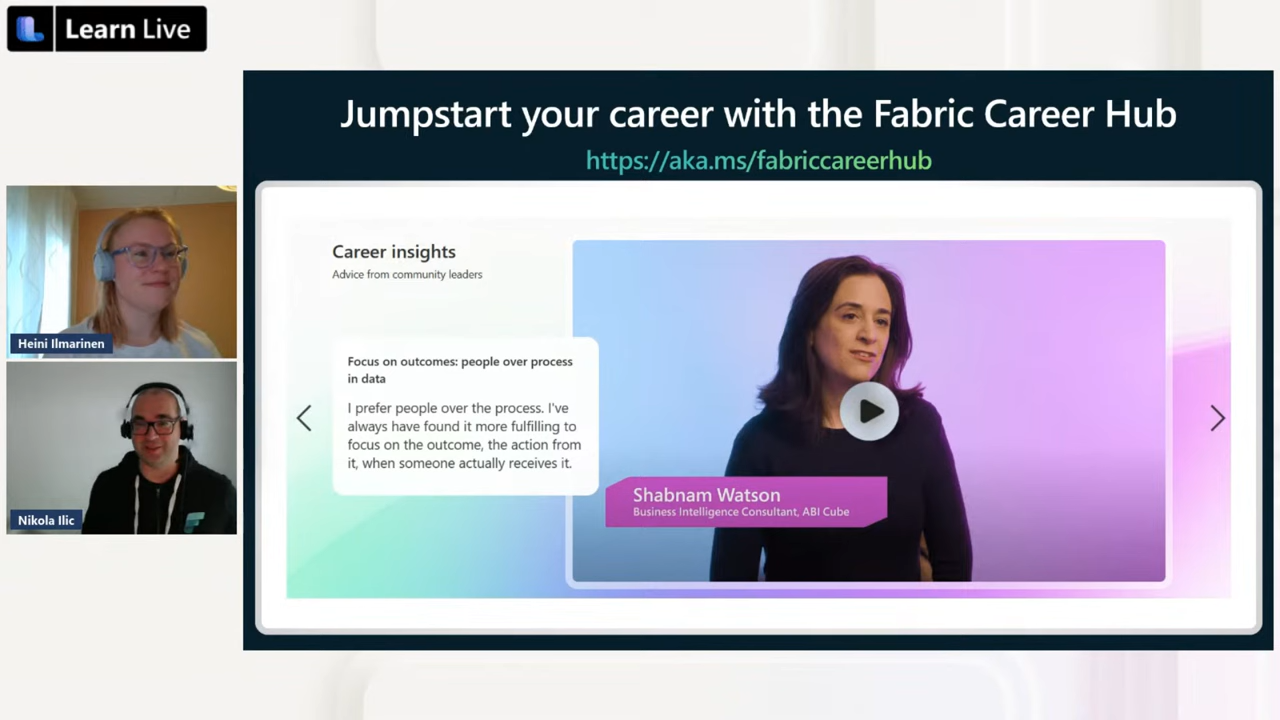 Learn Live
Jumpstart your career with the Fabric Career Hub
https://aka.ms/fabriccareerhub
Career insights
Advice from community leaders
Focus on outcomes: people over process
in data
I prefer people over the process. I've
always have found it more fulfilling to
focus on the outcome, the action from
it, when someone actually receives it.
Shabnam Watson
Business Intelligence Consultant, ABI Cube
Heini Ilmarinen
Nikola Ilic